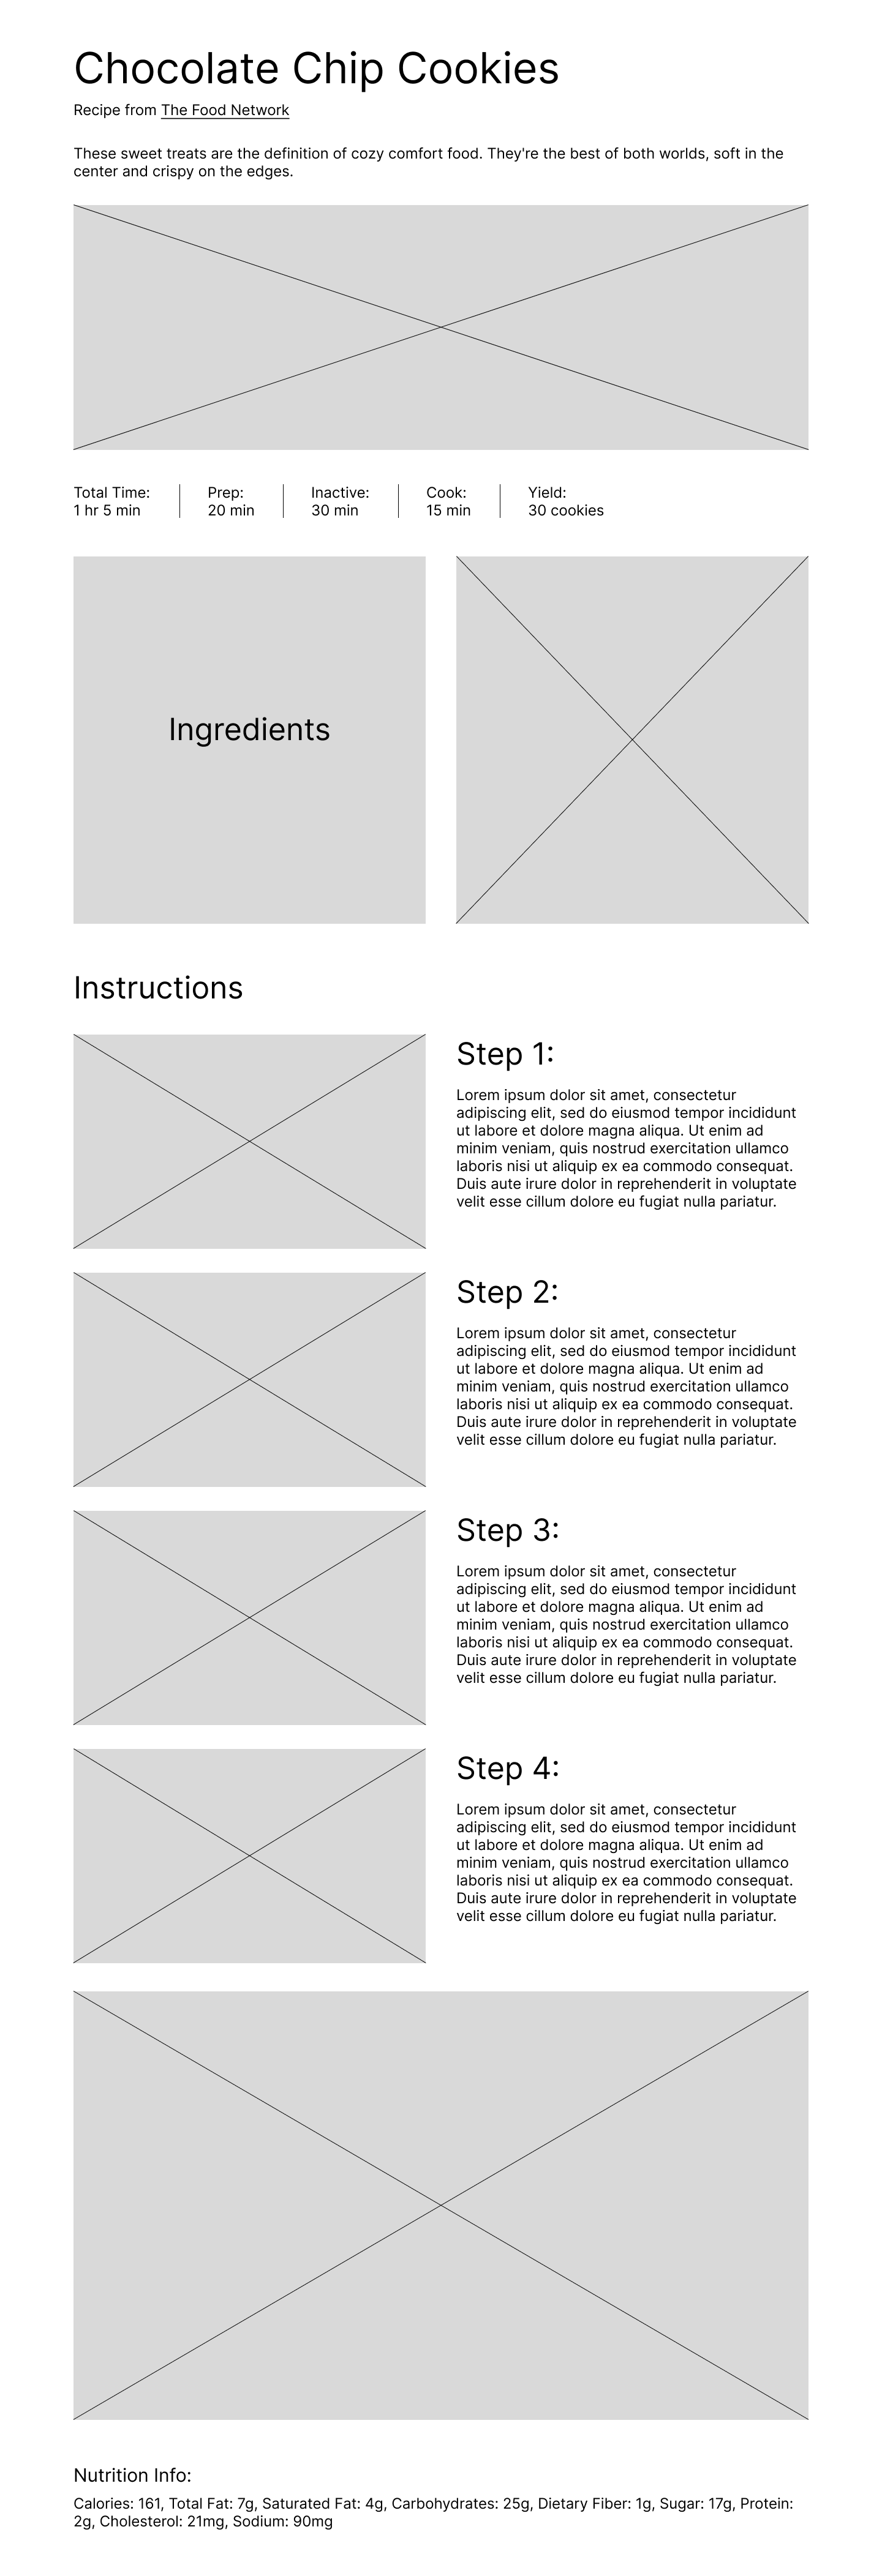 Chocolate Chip Cookies
Recipe from The Food Network
These sweet treats are the definition of cozy comfort food. They're the best of both worlds, soft in the
center and crispy on the edges.
Total Time:
1 hr 5 min
Prep:
20 min
Inactive:
30 min
Cook:
15 min
Yield:
30 cookies
Ingredients
Instructions
Step 1:
Lorem ipsum dolor sit amet, consectetur
adipiscing elit, sed do eiusmod tempor incididunt
ut labore et dolore magna aliqua. Ut enim ad
minim veniam, quis nostrud exercitation ullamco
laboris nisi ut aliquip ex ea commodo consequat.
Duis aute irure dolor in reprehenderit in voluptate
velit esse cillum dolore eu fugiat nulla pariatur.
Step 2:
Lorem ipsum dolor sit amet, consectetur
adipiscing elit, sed do eiusmod tempor incididunt
ut labore et dolore magna aliqua. Ut enim ad
minim veniam, quis nostrud exercitation ullamco
laboris nisi ut aliquip ex ea commodo consequat.
Duis aute irure dolor in reprehenderit in voluptate
velit esse cillum dolore eu fugiat nulla pariatur.
Step 3:
Lorem ipsum dolor sit amet, consectetur
adipiscing elit, sed do eiusmod tempor incididunt
ut labore et dolore magna aliqua. Ut enim ad
minim veniam, quis nostrud exercitation ullamco
laboris nisi ut aliquip ex ea commodo consequat.
Duis aute irure dolor in reprehenderit in voluptate
velit esse cillum dolore eu fugiat nulla pariatur.
Step 4:
Lorem ipsum dolor sit amet, consectetur
adipiscing elit, sed do eiusmod tempor incididunt
ut labore et dolore magna aliqua. Ut enim ad
minim veniam, quis nostrud exercitation ullamco
laboris nisi ut aliquip ex ea commodo consequat.
Duis aute irure dolor in reprehenderit in voluptate
velit esse cillum dolore eu fugiat nulla pariatur.
Nutrition Info:
Calories: 161, Total Fat: 7g, Saturated Fat: 4g, Carbohydrates: 25g, Dietary Fiber: 1g, Sugar: 17g, Protein:
2g, Cholesterol: 21mg, Sodium: 90mg